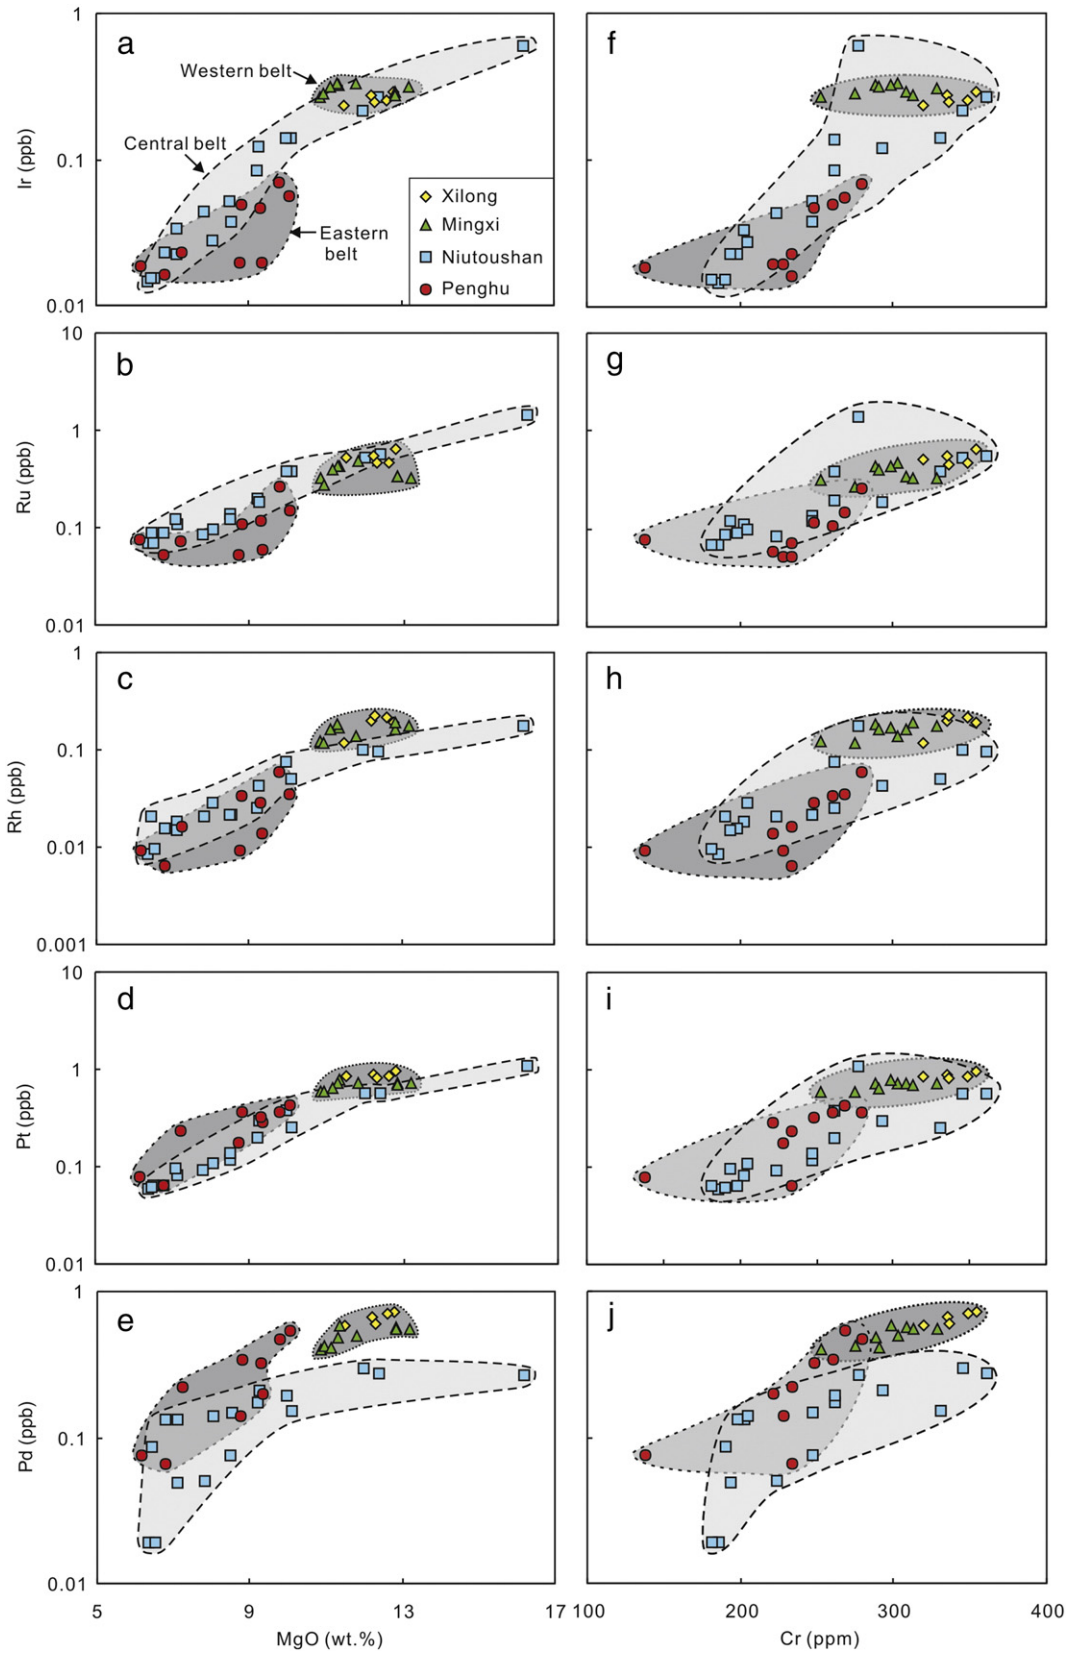 1
a
f
Western belt
Ir (ppb)
0.1
Central belt
Xilong
Mingxi
Eastern
belt
Niutoushan
Penghu
0.01
10
b
g
1
Ru (ppb)
0.1
0.01
1
c
h
0.1
Rh (ppb)
0.01
0.001
10
d
i
1
Pt (ppb)
0.1
0.01
1
e
j
Pd (ppb)
0.1
0.01
5 9 13 17 100 200 300 400
MgO (wt.%) Cr (ppm)